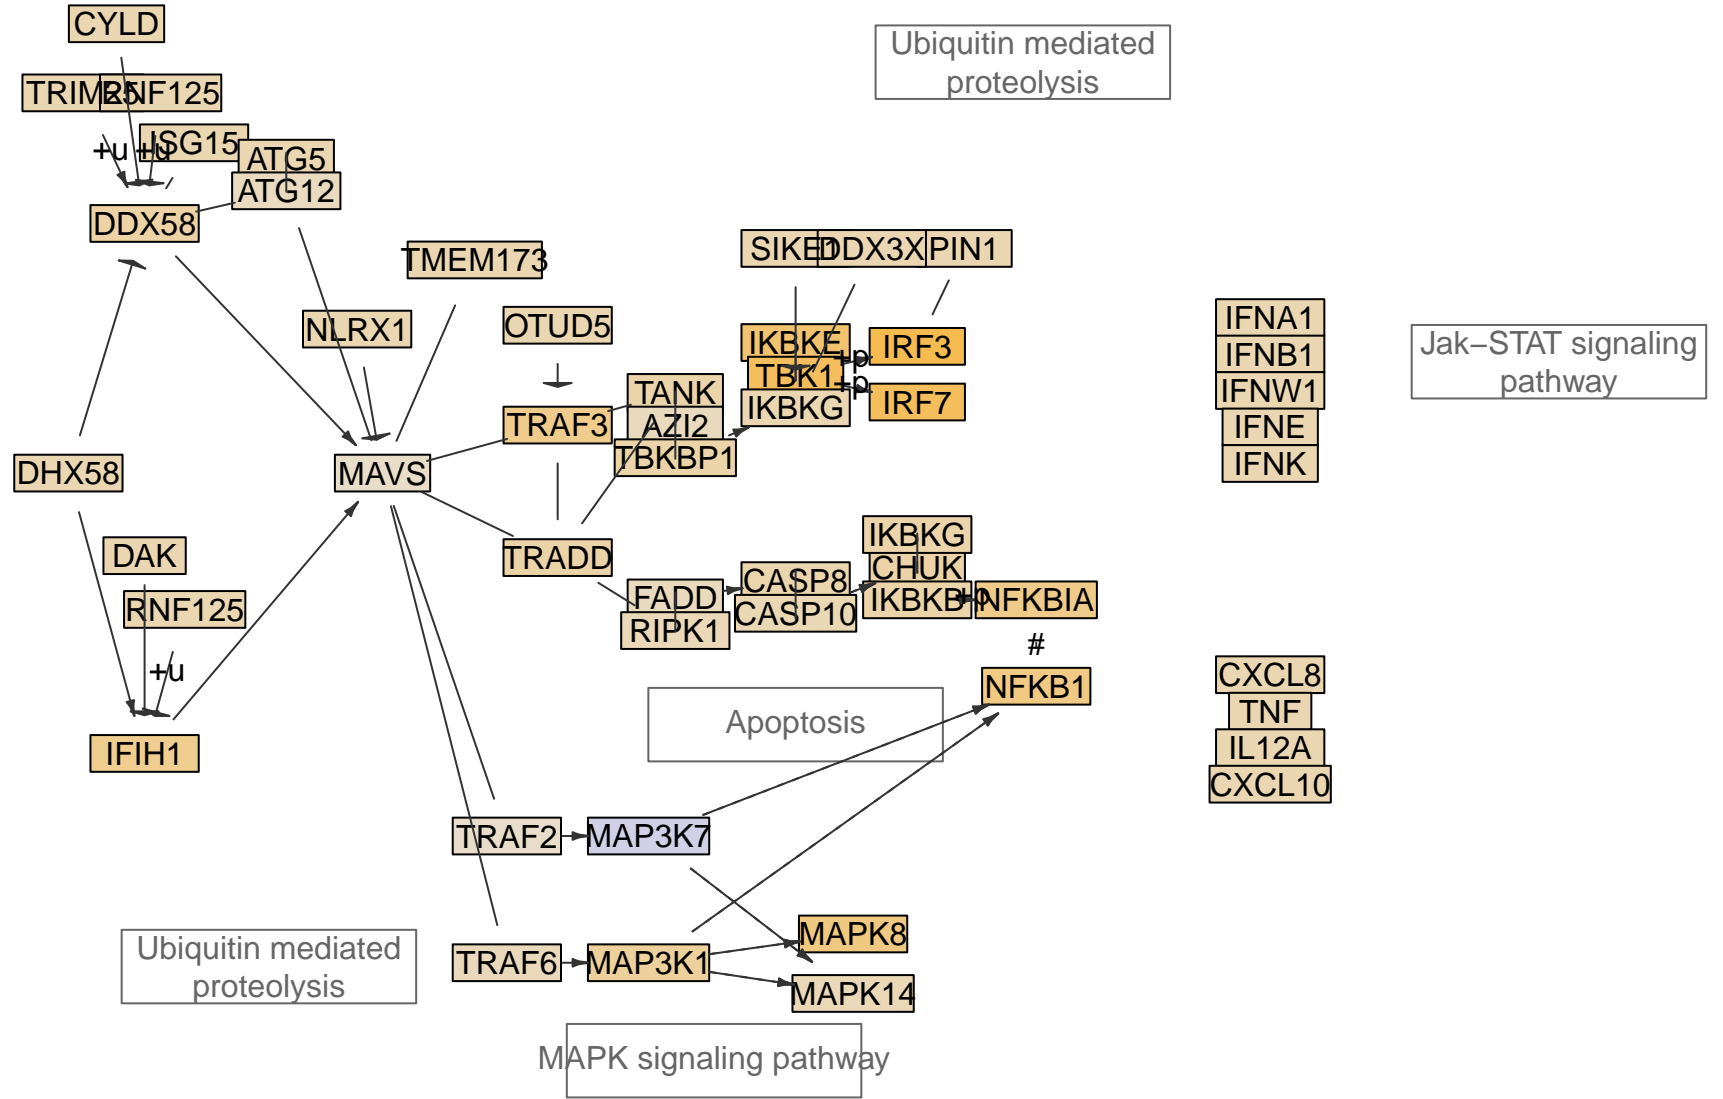 CYLD
Ubiquitin mediated
proteolysis
TRIM25
RNF125
ISG15
+u
+u
ATG5
ATG12
DDX58
TMEM173
SIKE1
DDX3X
PIN1
NLRX1
OTUD5
IKBKE
IRF3
+p
TBK1
+p
IRF7
IKBKG
TANK
TRAF3
AZI2
TBKBP1
IFNA1
IFNB1
IFNW1
IFNE
IFNK
Jak−STAT signaling
pathway
DHX58
MAVS
DAK
TRADD
IKBKG
CHUK
CASP8
IKBKB
+p
NFKBIA
FADD
CASP10
RIPK1
RNF125
#
+u
NFKB1
Apoptosis
CXCL8
TNF
IL12A
CXCL10
IFIH1
TRAF2
MAP3K7
MAPK8
Ubiquitin mediated
proteolysis
TRAF6
MAP3K1
MAPK14
MAPK signaling pathway